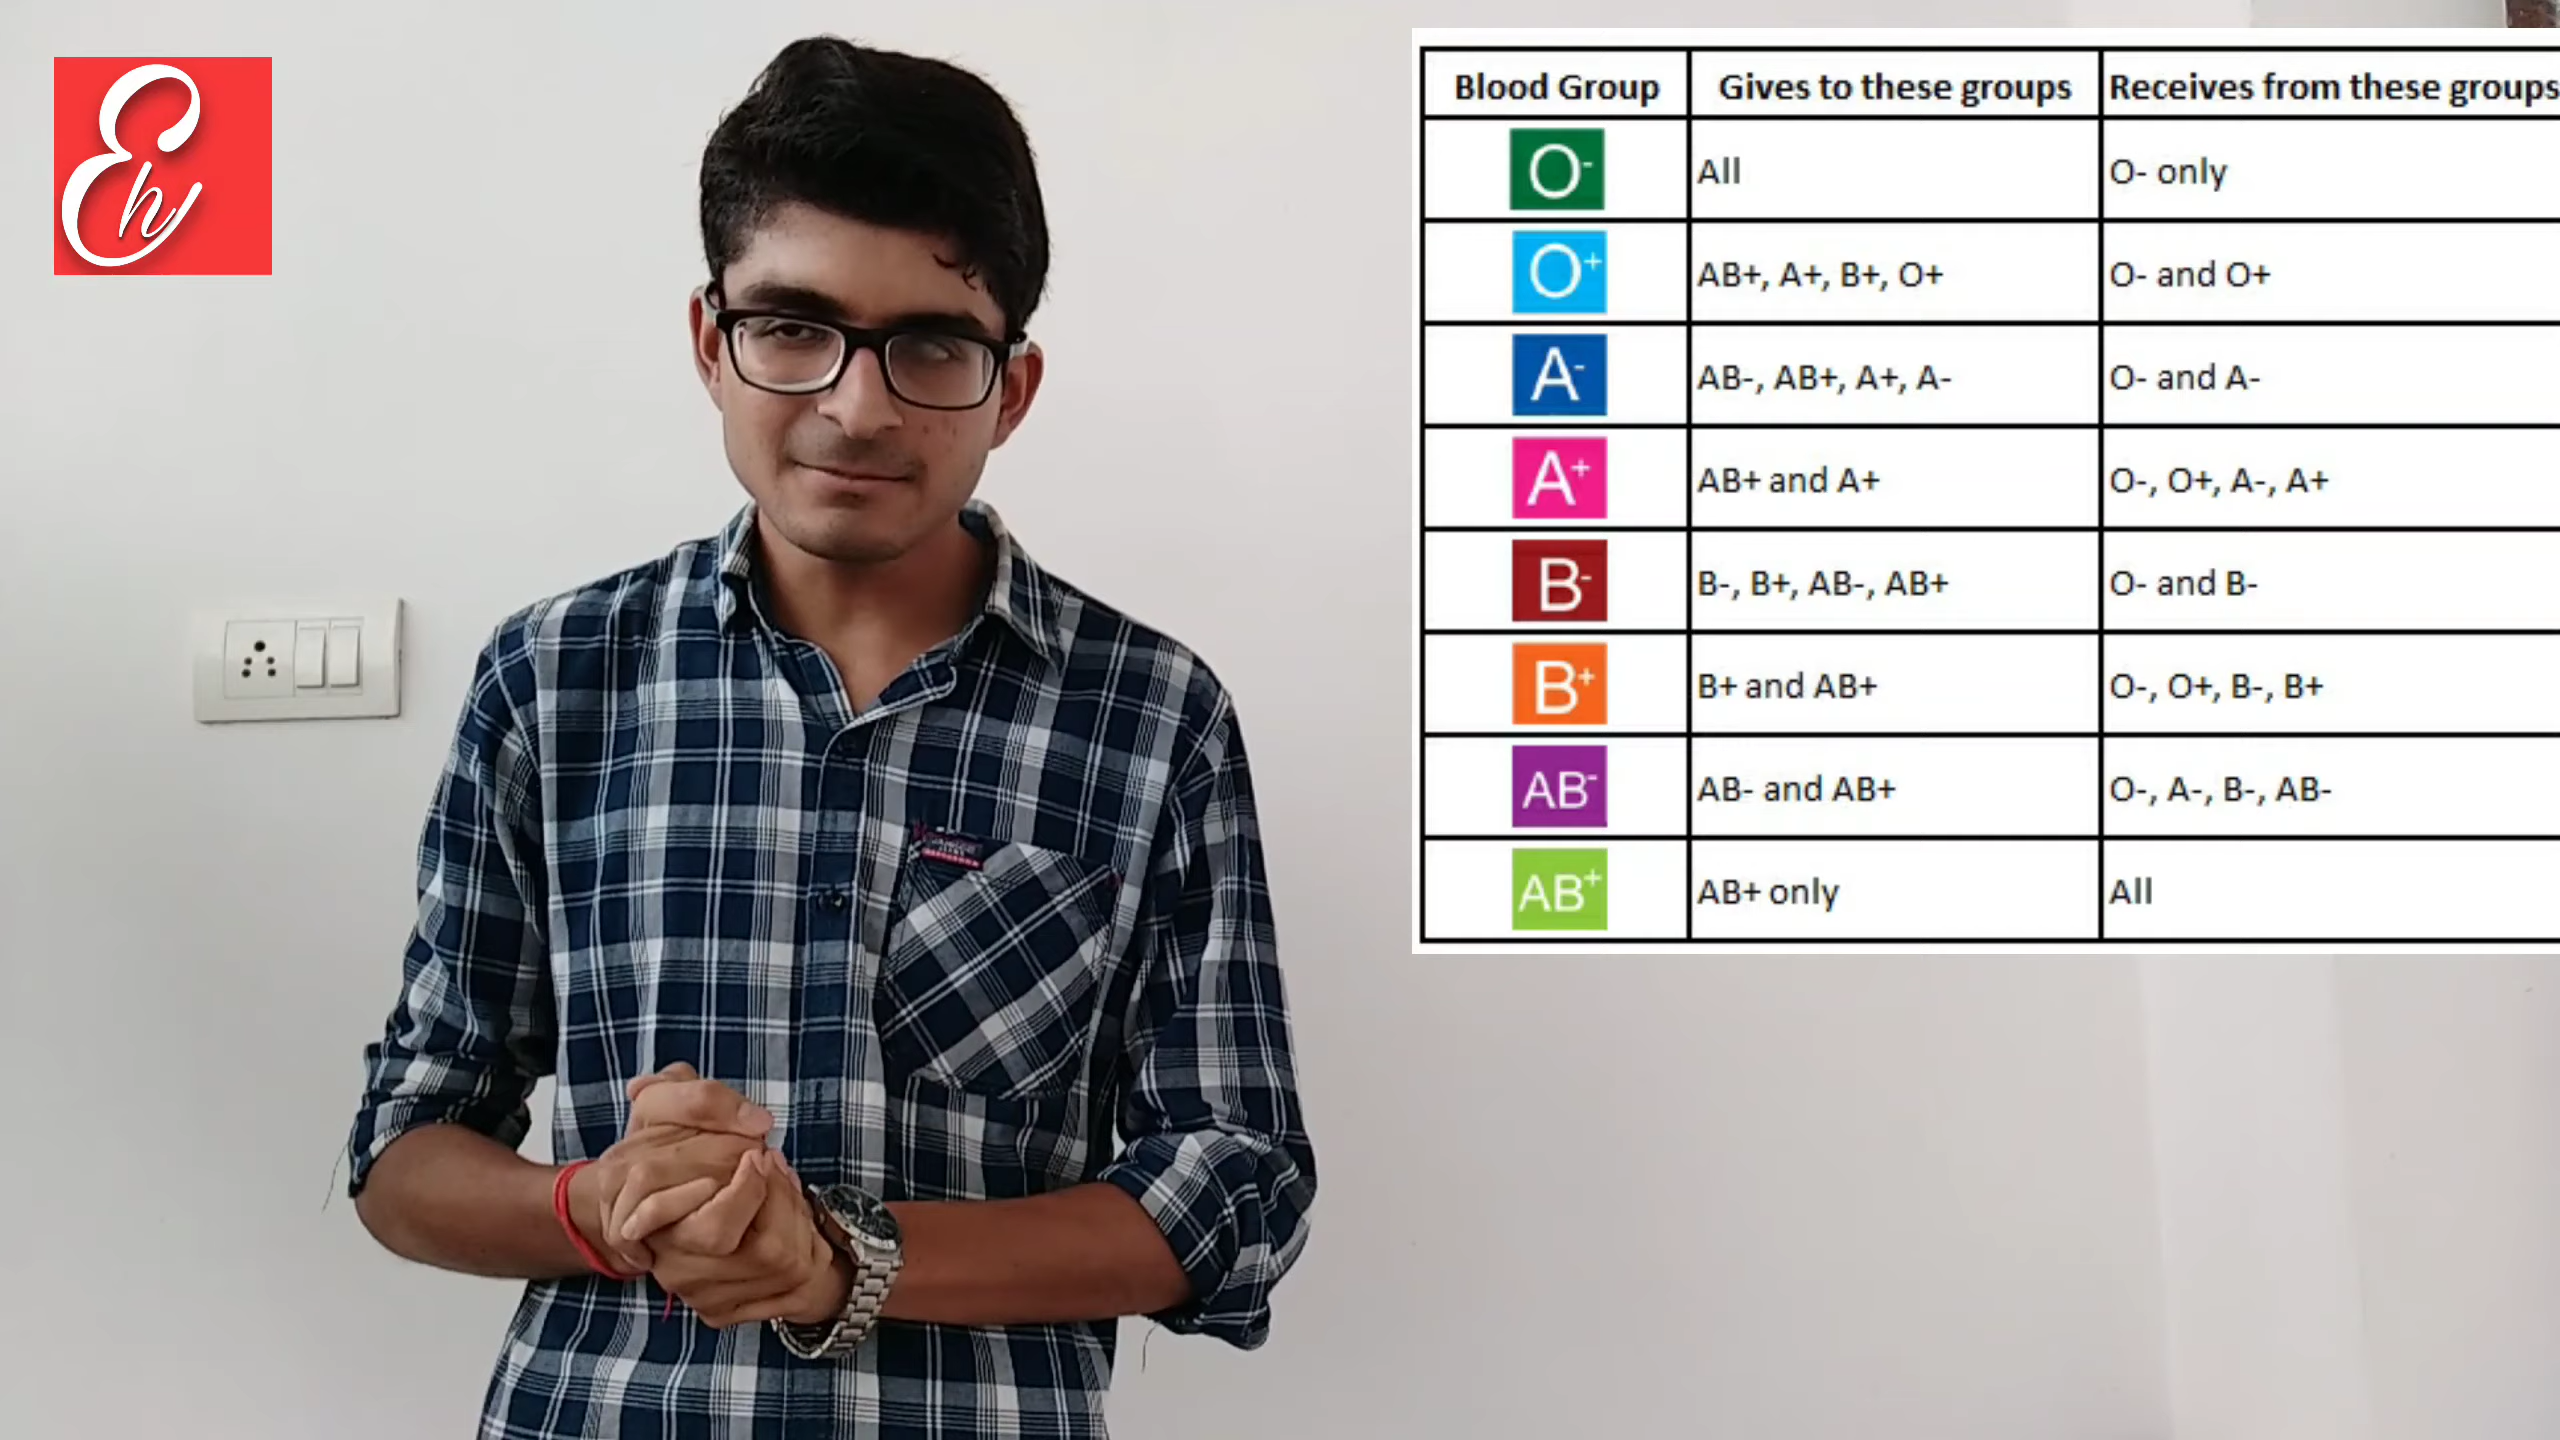 Eh
Blood Group Gives to these groups Receives from these groups
O- All O- only
O+ AB+, A+, B+, O+ O- and O+
A- AB-, AB+, A+, A- O- and A-
A+ AB+ and A+ O-, O+, A-, A+
B- B-, B+, AB-, AB+ O- and B-
B+ B+ and AB+ O-, O+, B-, B+
AB- AB- and AB+ O-, A-, B-, AB-
AB+ AB+ only All